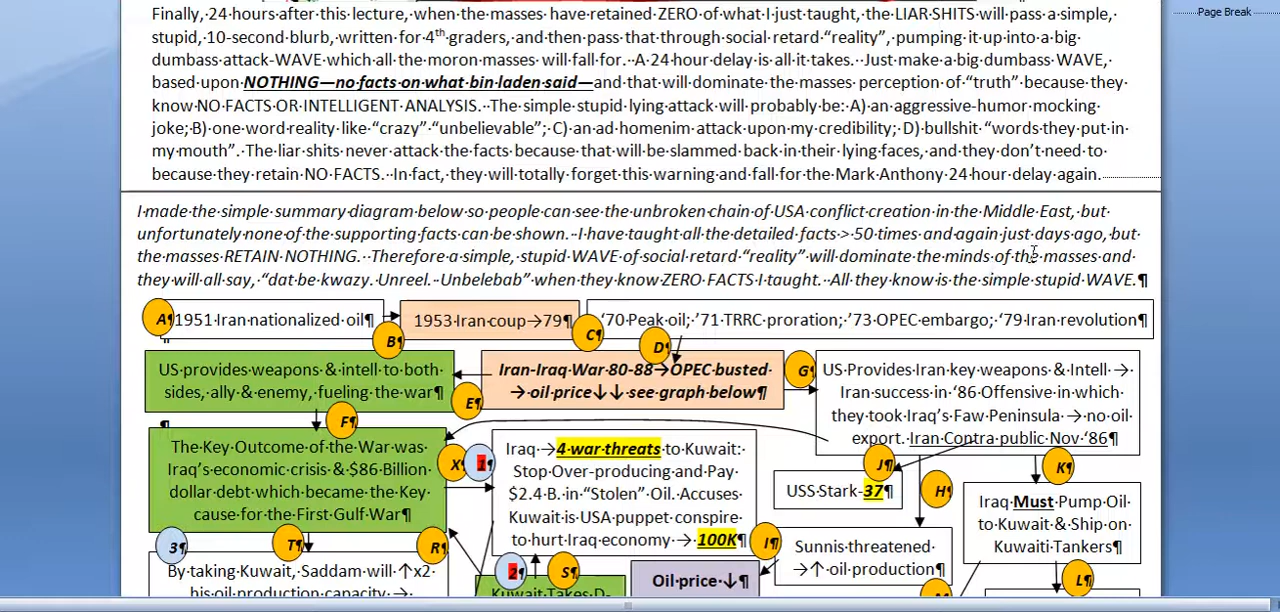 Page Break
Finally, 24 hours after this lecture, when the masses have retained ZERO of what I just taught, the LIAR SHITS will pass a simple,
stupid, 10-second blurb, written for 4th graders, and then pass that through social retard “reality”, pumping it up into a big
dumbass attack-WAVE which all the moron masses will fall for. A 24 hour delay is all it takes. Just make a big dumbass WAVE,
based upon NOTHING—no facts on what bin laden said—and that will dominate the masses perception of “truth” because they
know NO FACTS OR INTELLIGENT ANALYSIS. The simple stupid lying attack will probably be: A) an aggressive-humor mocking
joke; B) one word reality like “crazy” “unbelievable”; C) an ad homenim attack upon my credibility; D) bullshit “words they put in
my mouth”. The liar shits never attack the facts because that will be slammed back in their lying faces, and they don’t need to
because they retain NO FACTS. In fact, they will totally forget this warning and fall for the Mark Anthony 24 hour delay again.
I made the simple summary diagram below so people can see the unbroken chain of USA conflict creation in the Middle East, but
unfortunately none of the supporting facts can be shown. I have taught all the detailed facts > 50 times and again just days ago, but
the masses RETAIN NOTHING. Therefore a simple, stupid WAVE of social retard “reality” will dominate the minds of the masses and
they will all say, “dat be kwazy. Unreel. Unbelebab” when they know ZERO FACTS I taught. All they know is the simple stupid WAVE.¶
A¶ 1951 Iran nationalized oil¶
1953 Iran coup→79¶
‘70 Peak oil; ’71 TRRC proration; ‘73 OPEC embargo; ‘79 Iran revolution¶
B¶
C¶
D¶
US provides weapons & intell to both
sides, ally & enemy, fueling the war¶
E¶
Iran-Iraq War 80-88→OPEC busted
→ oil price↓↓ see graph below¶
G¶
US Provides Iran key weapons & Intell →
Iran success in ‘86 Offensive in which
they took Iraq’s Faw Peninsula → no oil
export. Iran Contra public Nov ‘86¶
¶
F¶
The Key Outcome of the War was
Iraq’s economic crisis & $86 Billion
dollar debt which became the Key
cause for the First Gulf War¶
X¶
1¶
Iraq →4 war threats to Kuwait:
Stop Over-producing and Pay
$2.4 B. in “Stolen” Oil. Accuses
Kuwait is USA puppet conspire
to hurt Iraq economy → 100K¶
J¶
USS Stark 37¶
H¶
K¶
Iraq Must Pump Oil
to Kuwait & Ship on
Kuwaiti Tankers¶
3¶
T¶
R¶
I¶
Sunnis threatened
→↑ oil production¶
By taking Kuwait, Saddam will ↑x2
his oil production capacity →
2¶
S¶
Kuwait Takes D-
Oil price ↓¶
L¶